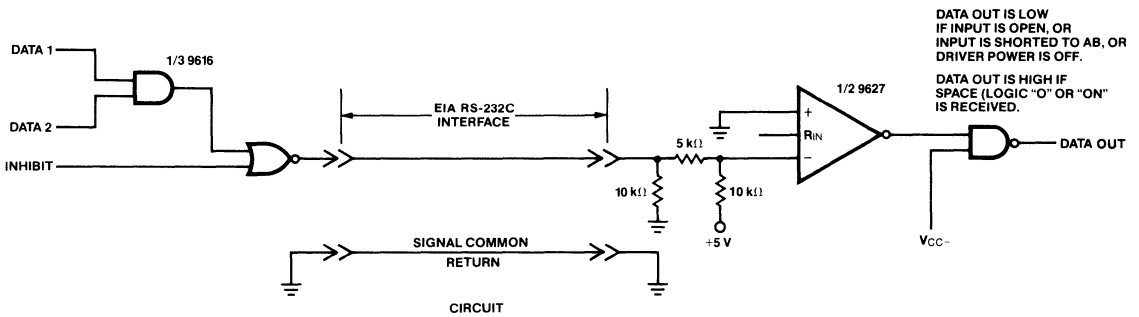 DATA OUT IS LOW
IF INPUT IS OPEN, OR
INPUT IS SHORTED TO AB, OR
DRIVER POWER IS OFF.
DATA OUT IS HIGH IF
SPACE (LOGIC “O” OR “ON”
IS RECEIVED.
DATA 1
1/3 9616
DATA 2
INHIBIT
EIA RS-232C
INTERFACE
1/2 9627
+
RIN
−
5 kΩ
10 kΩ
10 kΩ
+5 V
DATA OUT
VCC−
SIGNAL COMMON
RETURN
CIRCUIT